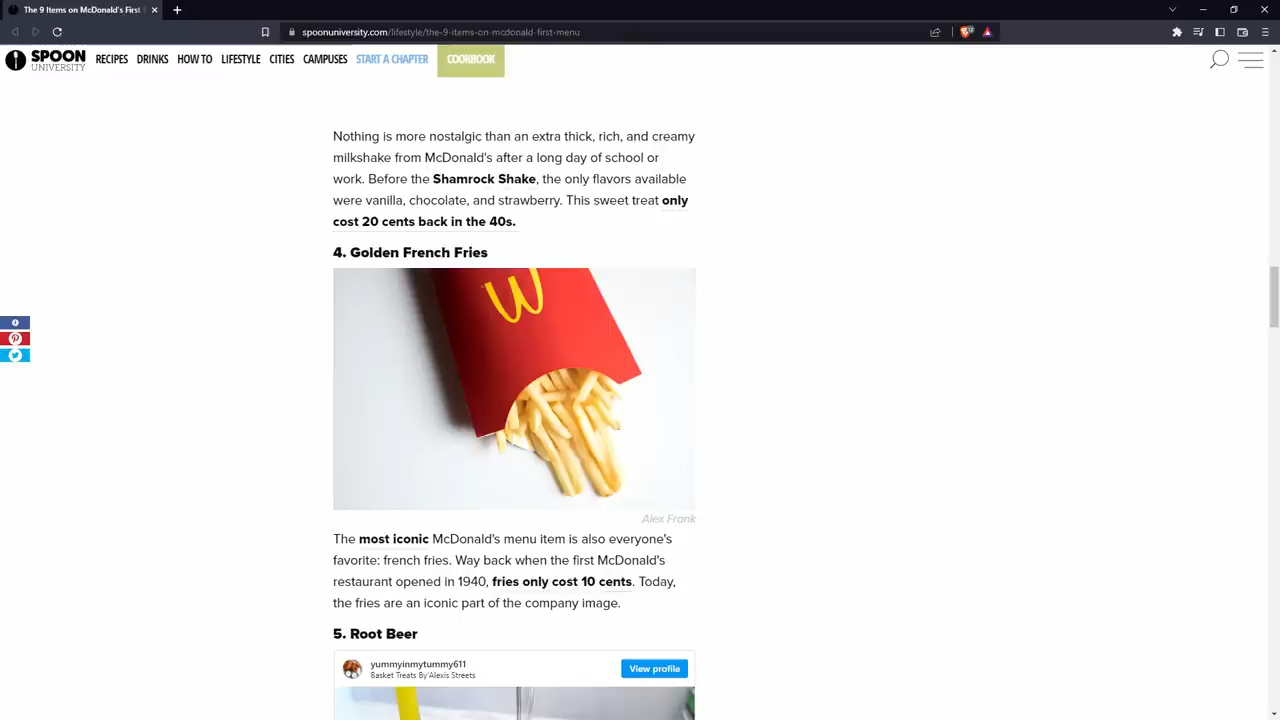 The 9 Items on McDonald's First
spoonuniversity.com/lifestyle/the-9-items-on-mcdonald-first-menu
SPOON
UNIVERSITY
RECIPES DRINKS HOW TO LIFESTYLE CITIES CAMPUSES START A CHAPTER COOKBOOK
Nothing is more nostalgic than an extra thick, rich, and creamy
milkshake from McDonald's after a long day of school or
work. Before the Shamrock Shake, the only flavors available
were vanilla, chocolate, and strawberry. This sweet treat only
cost 20 cents back in the 40s.
4. Golden French Fries
Alex Frank
The most iconic McDonald's menu item is also everyone's
favorite: french fries. Way back when the first McDonald's
restaurant opened in 1940, fries only cost 10 cents. Today,
the fries are an iconic part of the company image.
5. Root Beer
yummyinmytummy611
Basket Treats By Alexis Streets
View profile